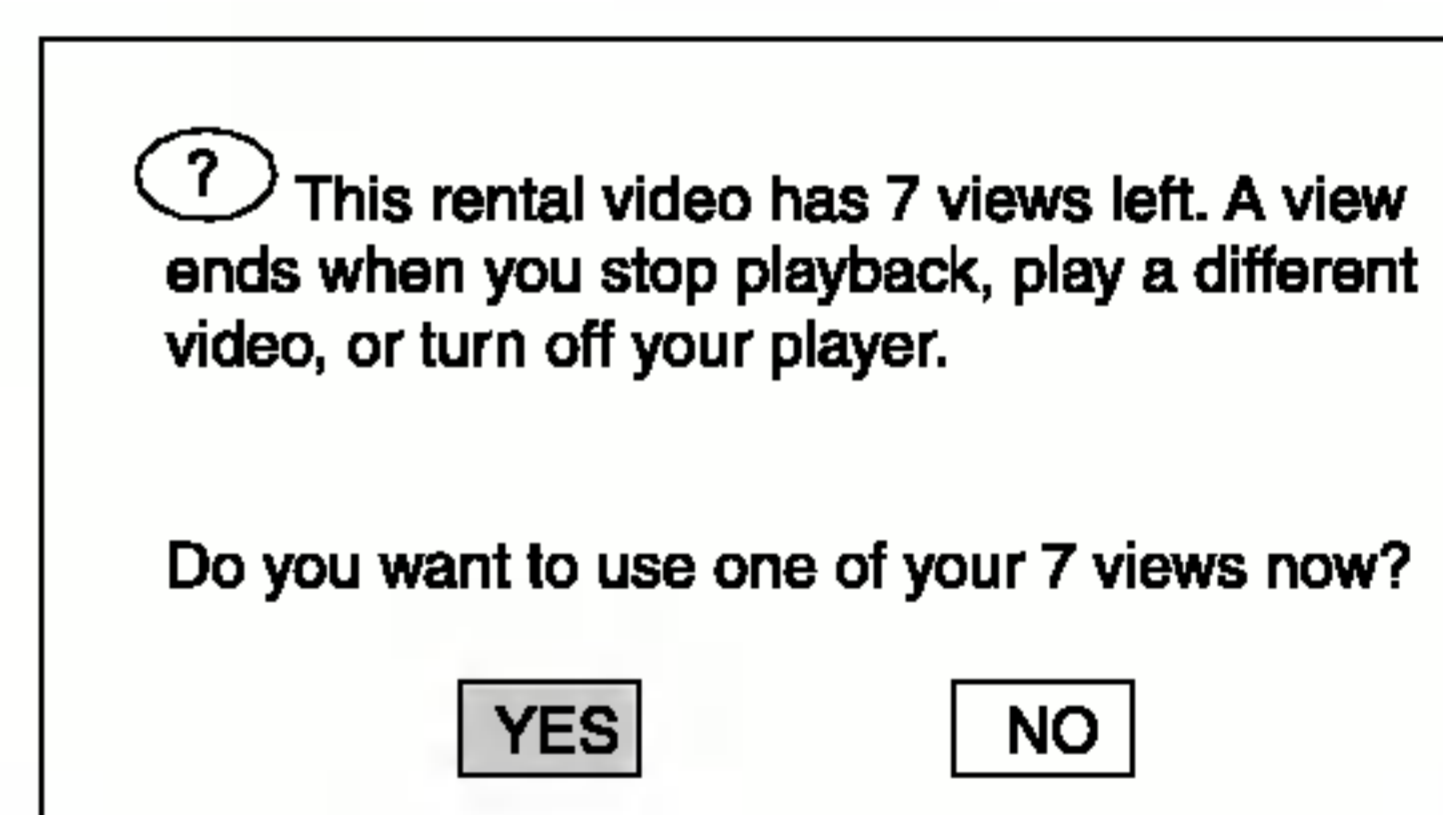 ? This rental video has 7 views left. A view
ends when you stop playback, play a different
video, or turn off your player.
Do you want to use one of your 7 views now?
YES NO